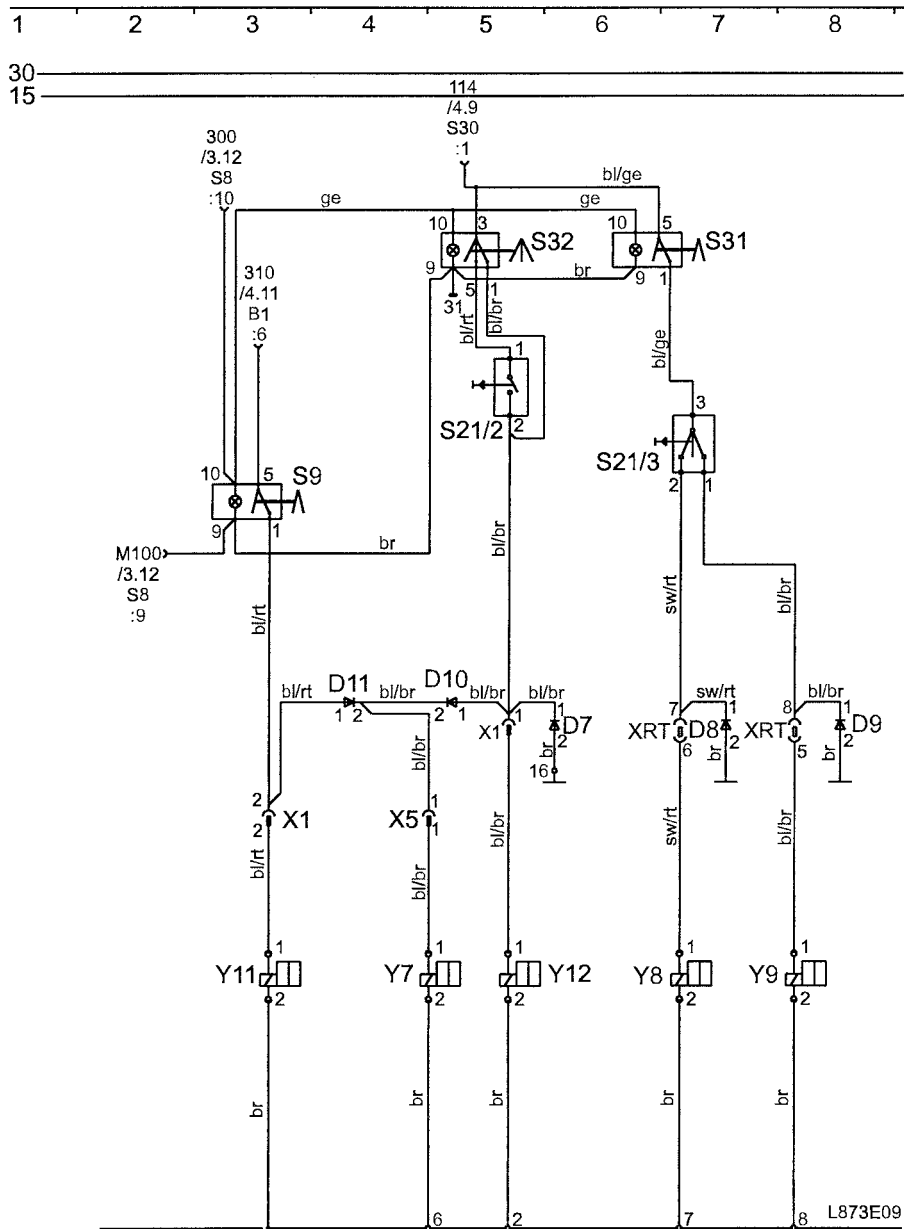 1 2 3 4 5 6 7 8
30
15
114
/4.9
S30
:1
300
/3.12
S8
:10
bl/ge
ge
ge
10
3
S32
10
5
S31
9
5
1
br
9
1
31
310
/4.11
B1
:6
bl/rt
bl/br
bl/ge
1
2
S21/2
3
S21/3
2
1
10
5
S9
9
1
br
M100
/3.12
S8
:9
bl/rt
bl/br
sw/rt
bl/br
bl/rt
D11
bl/br
D10
bl/br
bl/br
1
2
2
1
1
X1
1
D7
2
br
16
7
sw/rt
1
XRT
D8
6
2
br
8
bl/br
1
XRT
D9
5
2
br
bl/br
2
X1
2
X5
1
1
bl/rt
bl/br
bl/br
sw/rt
bl/br
1
Y11
2
1
Y7
2
1
Y12
2
1
Y8
2
1
Y9
2
br
br
br
br
br
6
2
7
8
L873E09